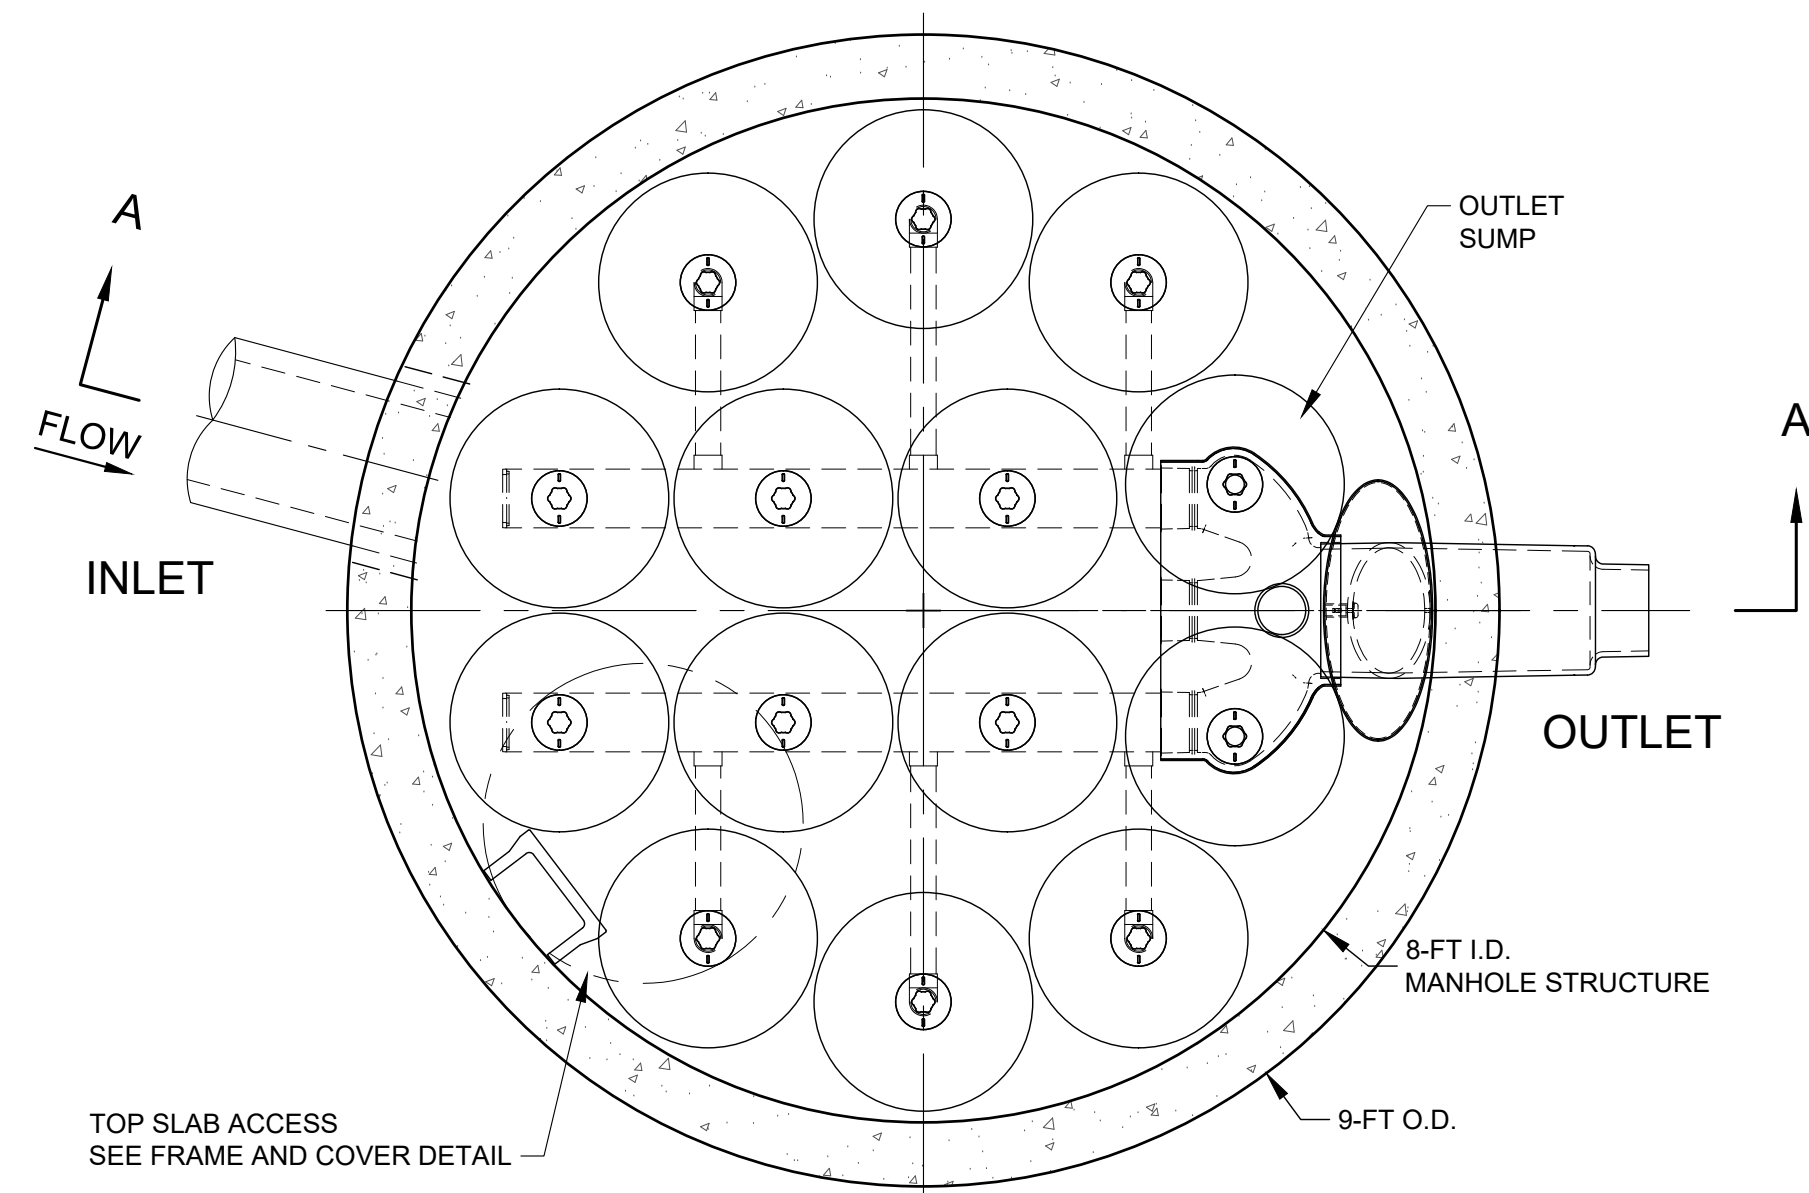 OUTLET
SUMP
A
FLOW
A
INLET
OUTLET
8-FT I.D.
MANHOLE STRUCTURE
TOP SLAB ACCESS
SEE FRAME AND COVER DETAIL
9-FT O.D.